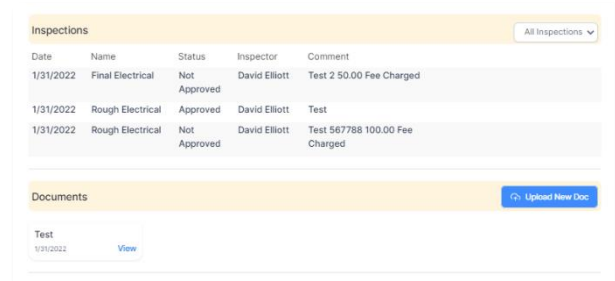 Inspections
All Inspections
Date Name Status Inspector Comment
1/31/2022 Final Electrical Not Approved David Elliott Test 2 50.00 Fee Charged
1/31/2022 Rough Electrical Approved David Elliott Test
1/31/2022 Rough Electrical Not Approved David Elliott Test 567788 100.00 Fee Charged
Documents
Upload New Doc
Test
1/31/2022 View